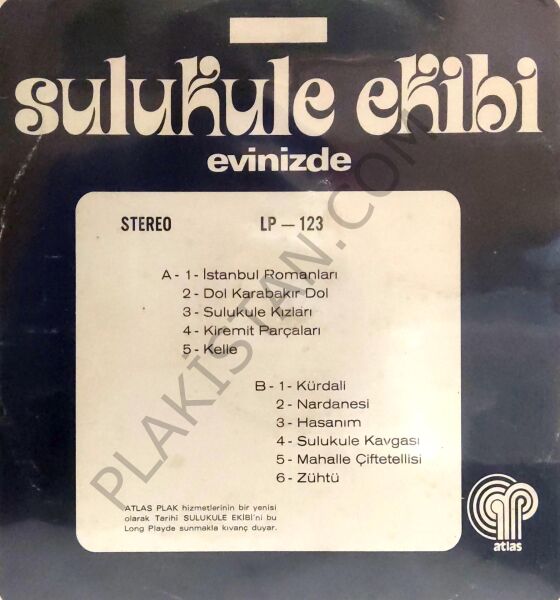 sulukule ekibi
evinizde
STEREO LP – 123
A - 1 - İstanbul Romanları
2 - Dol Karabakır Dol
3 - Sulukule Kızları
4 - Kiremit Parçaları
5 - Kelle
B - 1 - Kürdali
2 - Nardanesi
3 - Hasanım
4 - Sulukule Kavgası
5 - Mahalle Çiftetellisi
6 - Zühtü
ATLAS PLAK hizmetlerinin bir yenisi
olarak Tarihî SULUKULE EKİBİ'ni bu
Long Playde sunmakla kıvanç duyar.
atlas
PLAKISTAN.COM